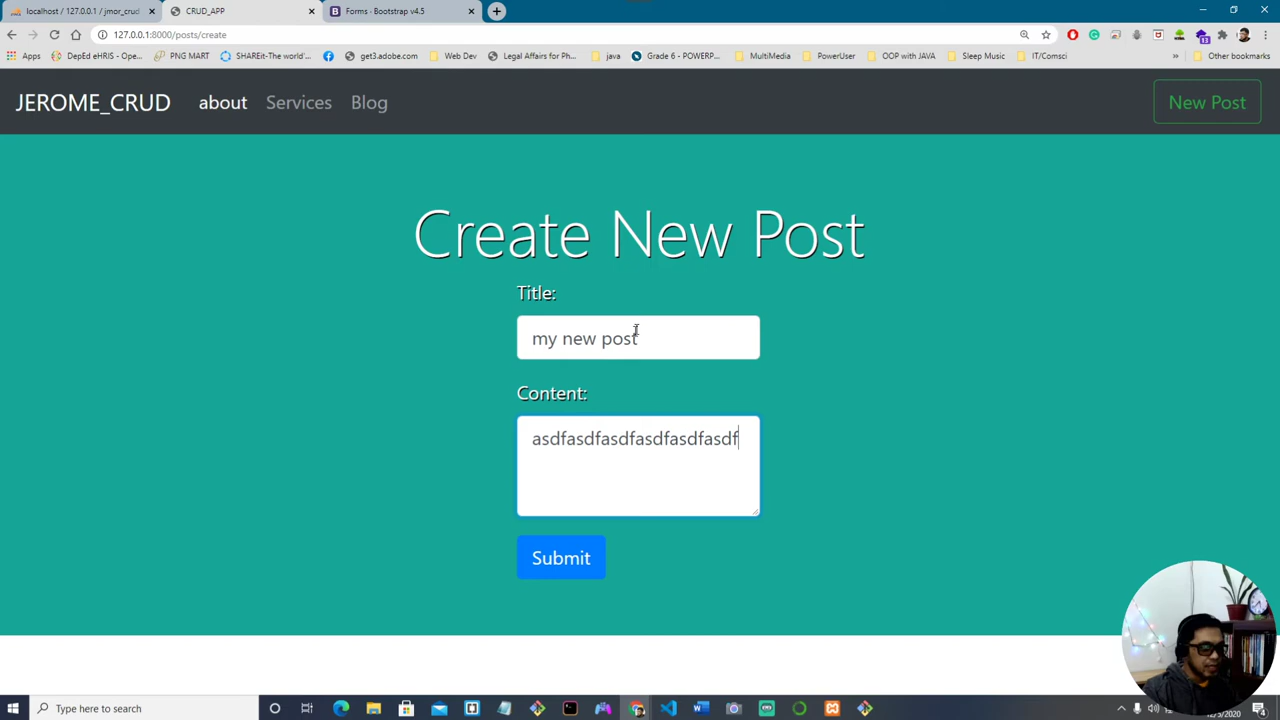 localhost / 127.0.0.1 / jmor_crud
CRUD_APP
Forms · Bootstrap v4.5
127.0.0.1:8000/posts/create
Apps
DepEd eHRIS - Ope...
PNG MART
SHAREit-The world'...
get3.adobe.com
Web Dev
Legal Affairs for Ph...
java
Grade 6 - POWERP...
MultiMedia
PowerUser
OOP with JAVA
Sleep Music
IT/Comsci
Other bookmarks
JEROME_CRUD
about
Services
Blog
New Post
Create New Post
Title:
my new post
Content:
asdfasdfasdfasdfasdfasdf
Submit
Type here to search